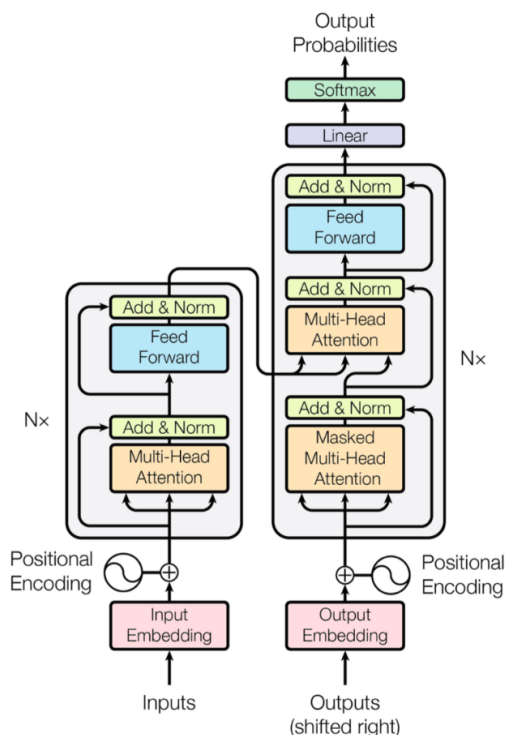 Output
Probabilities
Softmax
Linear
Add & Norm
Feed
Forward
Add & Norm
Multi-Head
Attention
Nx
Add & Norm
Masked
Multi-Head
Attention
Add & Norm
Feed
Forward
Nx
Add & Norm
Multi-Head
Attention
Positional
Encoding
Positional
Encoding
Input
Embedding
Output
Embedding
Inputs
Outputs
(shifted right)